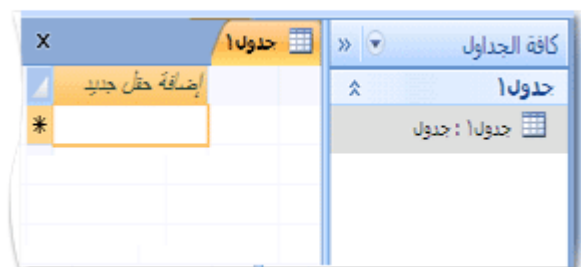 كافة الجداول
جدول١
جدول١ : جدول
جدول١
إضافة حقل جديد